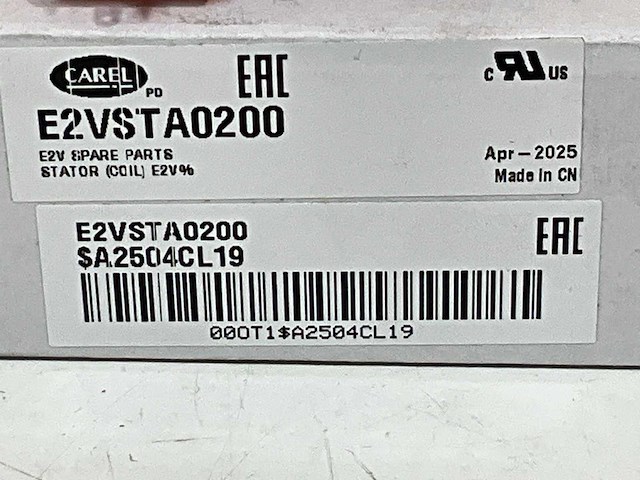 CAREL PD
EAC
C RU US
E2VSTA0200
E2V SPARE PARTS
STATOR (COIL) E2V%
Apr-2025
Made in CN
E2VSTA0200
$A2504CL19
EAC
000T1$A2504CL19